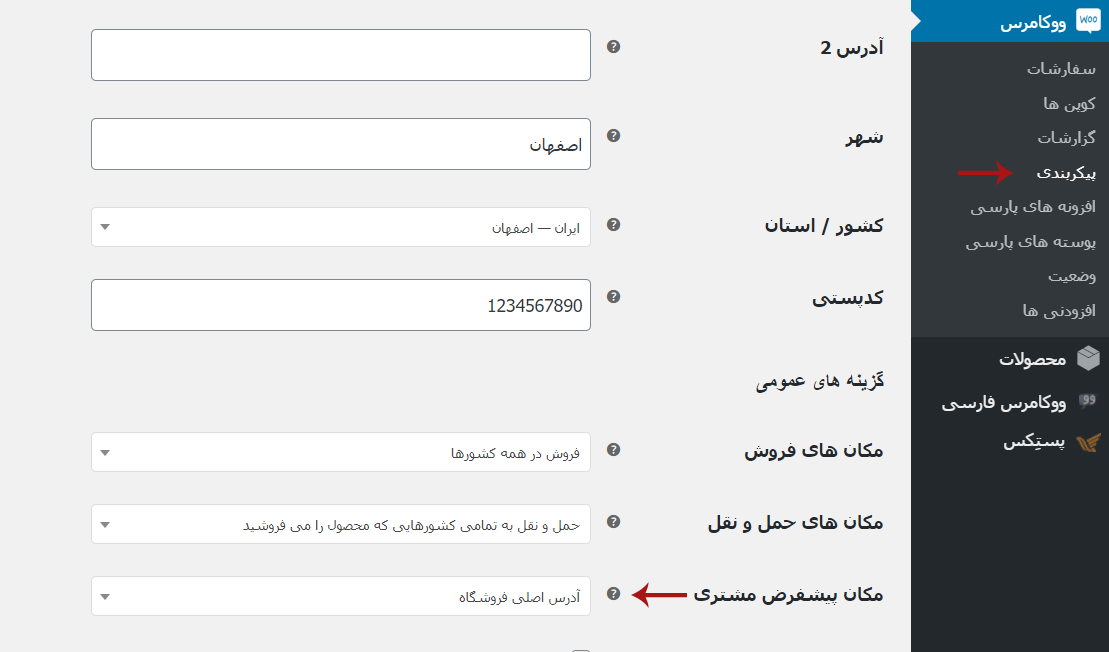 ووکامرس
سفارشات
کوپن ها
گزارشات
پیکربندی
افزونه های پارسی
پوسته های پارسی
وضعیت
افزودنی ها
محصولات
ووکامرس فارسی
پستِکس
آدرس 2
شهر
اصفهان
کشور / استان
ایران — اصفهان
کدپستی
1234567890
گزینه های عمومی
مکان های فروش
فروش در همه کشورها
مکان های حمل و نقل
حمل و نقل به تمامی کشورهایی که محصول را می فروشید
مکان پیشفرض مشتری
آدرس اصلی فروشگاه